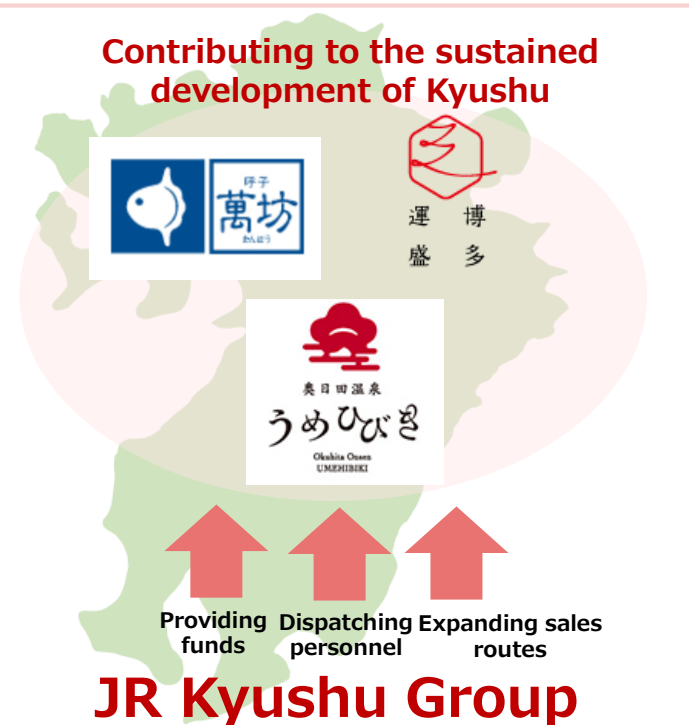 Contributing to the sustained
development of Kyushu
呼子
萬坊
まんぼう
運 博
盛 多
奥日田温泉
うめひびき
Okuhita Onsen
UMEHIBIKI
Providing
funds
Dispatching
personnel
Expanding sales
routes
JR Kyushu Group